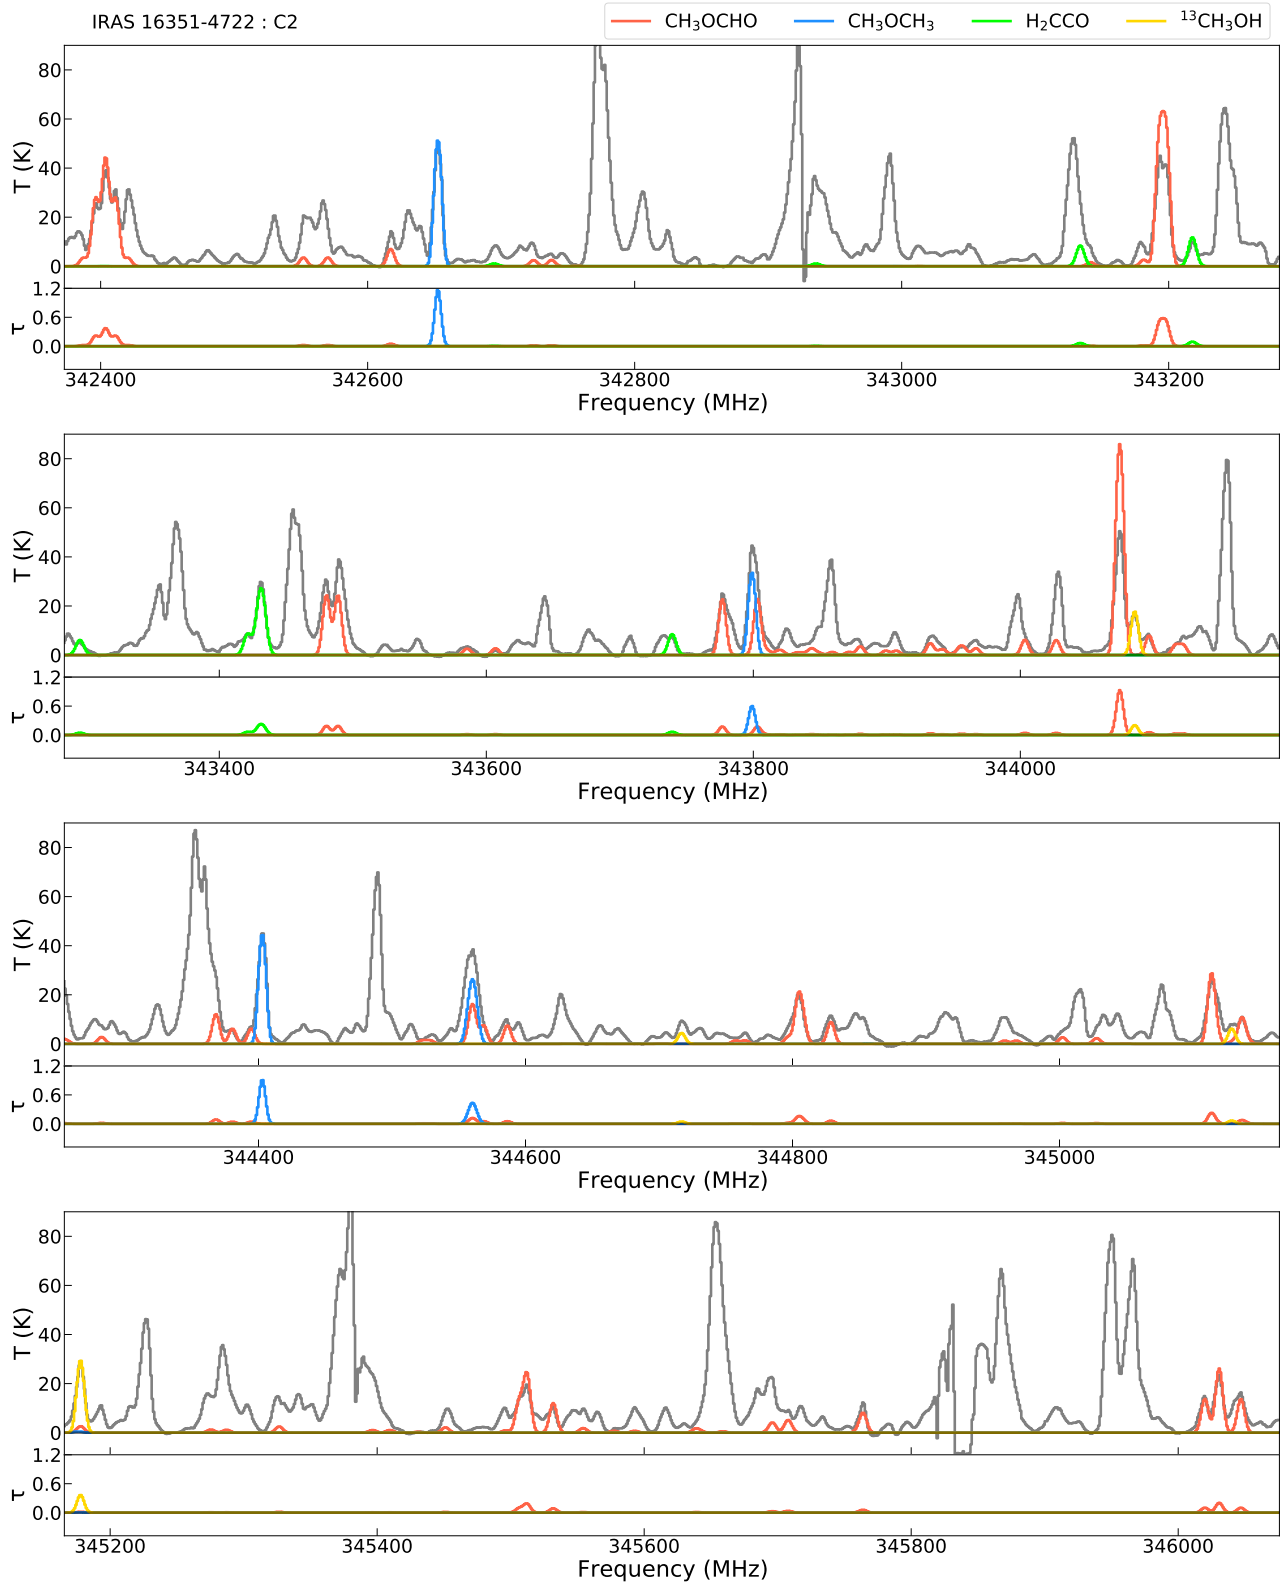 IRAS 16351-4722 : C2
CH₃OCHO CH₃OCH₃ H₂CCO ¹³CH₃OH
80
60
40
20
0
T (K)
1.2
0.6
0.0
τ
342400 342600 342800 343000 343200
Frequency (MHz)
80
60
40
20
0
T (K)
1.2
0.6
0.0
τ
343400 343600 343800 344000
Frequency (MHz)
80
60
40
20
0
T (K)
1.2
0.6
0.0
τ
344400 344600 344800 345000
Frequency (MHz)
80
60
40
20
0
T (K)
1.2
0.6
0.0
τ
345200 345400 345600 345800 346000
Frequency (MHz)